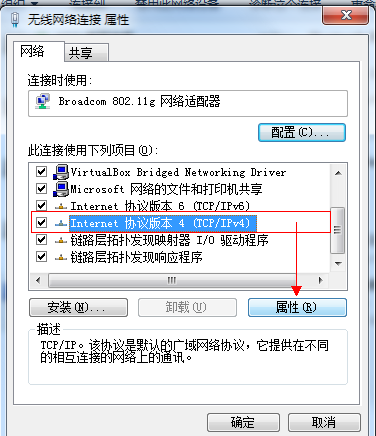 无线网络连接 属性
网络
共享
连接时使用:
Broadcom 802.11g 网络适配器
配置(C)...
此连接使用下列项目(O):
VirtualBox Bridged Networking Driver
Microsoft 网络的文件和打印机共享
Internet 协议版本 6 (TCP/IPv6)
Internet 协议版本 4 (TCP/IPv4)
链路层拓扑发现映射器 I/O 驱动程序
链路层拓扑发现响应程序
安装(N)...
卸载(U)
属性(R)
描述
TCP/IP。该协议是默认的广域网络协议，它提供在不同
的相互连接的网络上的通讯。
确定
取消